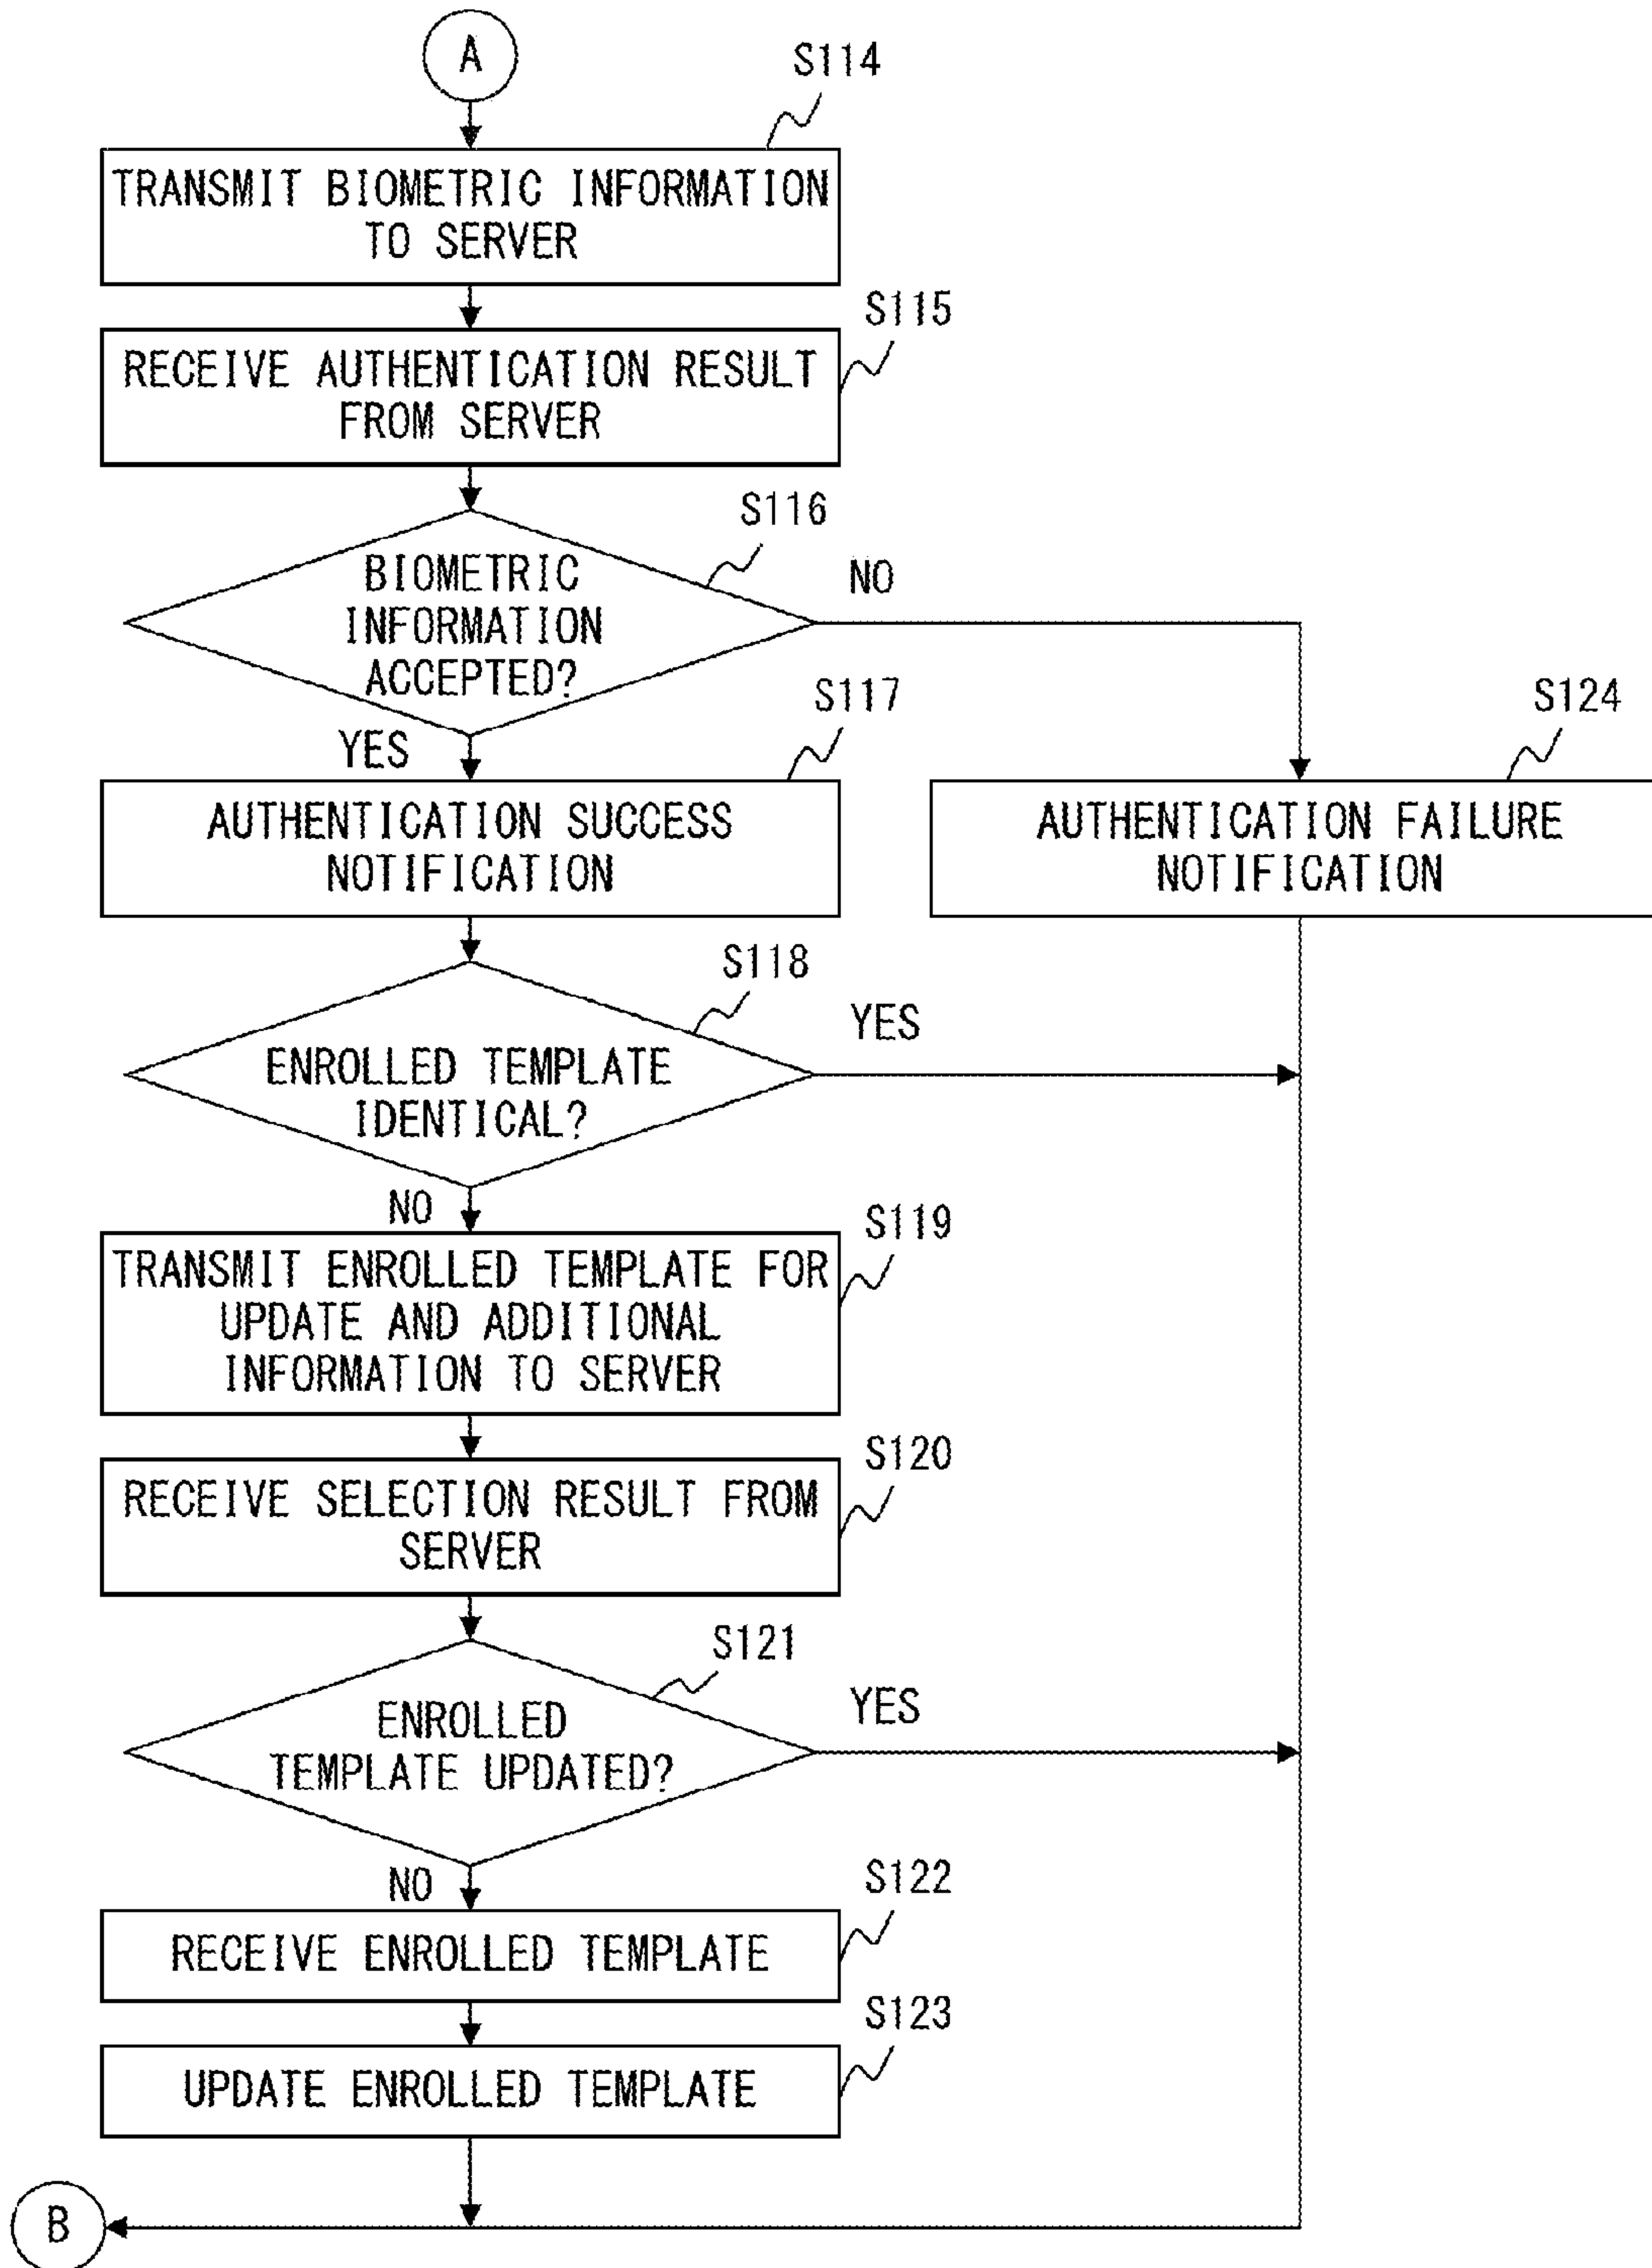 A
S114
TRANSMIT BIOMETRIC INFORMATION
TO SERVER
S115
RECEIVE AUTHENTICATION RESULT
FROM SERVER
S116
BIOMETRIC
INFORMATION
ACCEPTED?
NO
YES
S117
AUTHENTICATION SUCCESS
NOTIFICATION
S124
AUTHENTICATION FAILURE
NOTIFICATION
S118
ENROLLED TEMPLATE
IDENTICAL?
YES
NO
S119
TRANSMIT ENROLLED TEMPLATE FOR
UPDATE AND ADDITIONAL
INFORMATION TO SERVER
S120
RECEIVE SELECTION RESULT FROM
SERVER
S121
ENROLLED
TEMPLATE UPDATED?
YES
NO
S122
RECEIVE ENROLLED TEMPLATE
S123
UPDATE ENROLLED TEMPLATE
B